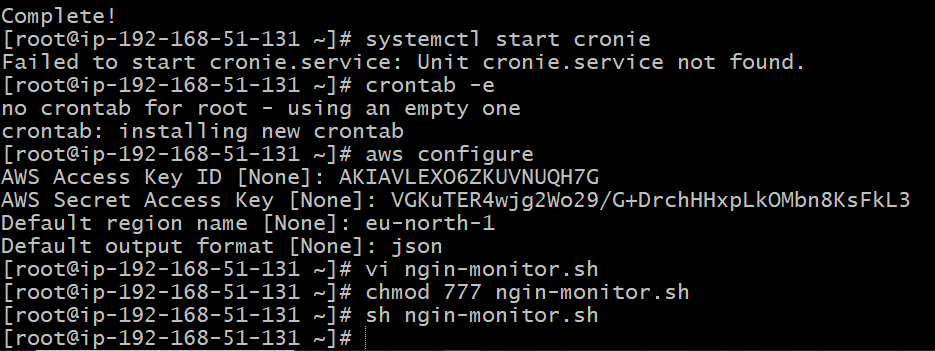 Complete!
[root@ip-192-168-51-131 ~]# systemctl start cronie
Failed to start cronie.service: Unit cronie.service not found.
[root@ip-192-168-51-131 ~]# crontab -e
no crontab for root - using an empty one
crontab: installing new crontab
[root@ip-192-168-51-131 ~]# aws configure
AWS Access Key ID [None]: AKIAVLEXO6ZKUVNUQH7G
AWS Secret Access Key [None]: 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
Default region name [None]: eu-north-1
Default output format [None]: json
[root@ip-192-168-51-131 ~]# vi ngin-monitor.sh
[root@ip-192-168-51-131 ~]# chmod 777 ngin-monitor.sh
[root@ip-192-168-51-131 ~]# sh ngin-monitor.sh
[root@ip-192-168-51-131 ~]#